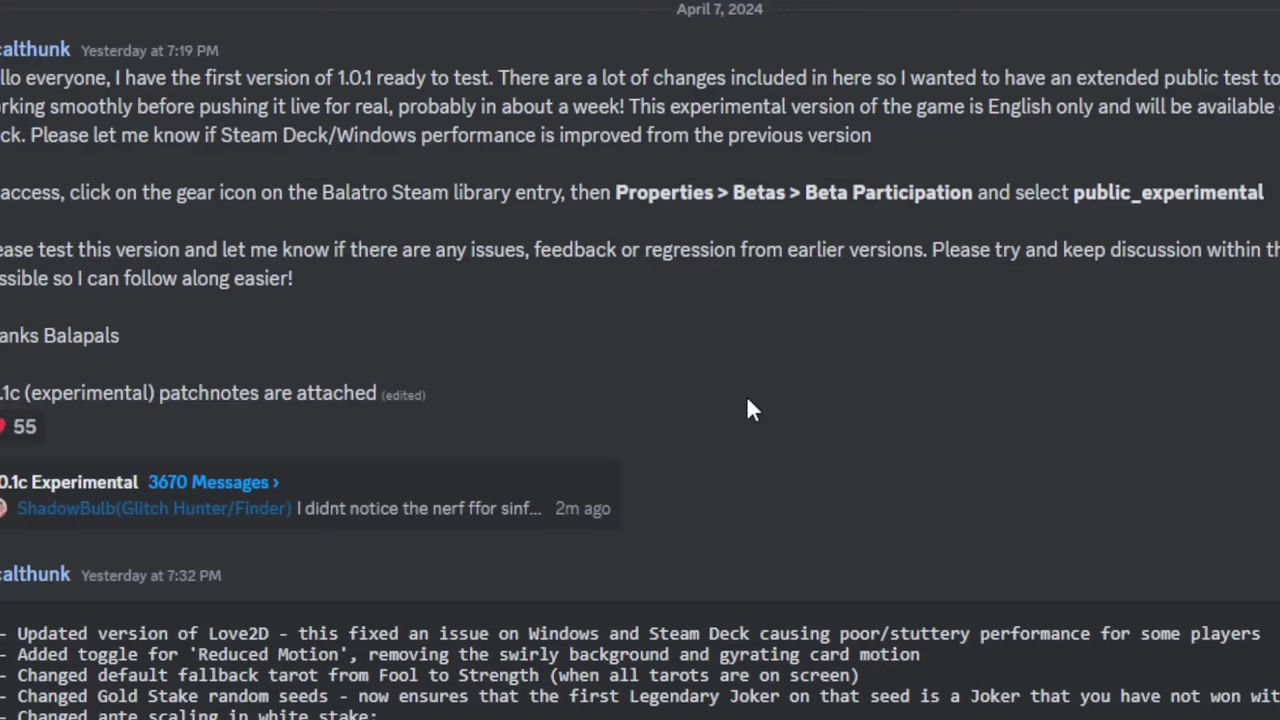 April 7, 2024
calthunk Yesterday at 7:19 PM
llo everyone, I have the first version of 1.0.1 ready to test. There are a lot of changes included in here so I wanted to have an extended public test to
rking smoothly before pushing it live for real, probably in about a week! This experimental version of the game is English only and will be available
ck. Please let me know if Steam Deck/Windows performance is improved from the previous version
access, click on the gear icon on the Balatro Steam library entry, then Properties > Betas > Beta Participation and select public_experimental
ease test this version and let me know if there are any issues, feedback or regression from earlier versions. Please try and keep discussion within th
ssible so I can follow along easier!
anks Balapals
.1c (experimental) patchnotes are attached (edited)
55
0.1c Experimental 3670 Messages ›
ShadowBulb(Glitch Hunter/Finder) I didnt notice the nerf ffor sinf... 2m ago
calthunk Yesterday at 7:32 PM
- Updated version of Love2D - this fixed an issue on Windows and Steam Deck causing poor/stuttery performance for some players
- Added toggle for 'Reduced Motion', removing the swirly background and gyrating card motion
- Changed default fallback tarot from Fool to Strength (when all tarots are on screen)
- Changed Gold Stake random seeds - now ensures that the first Legendary Joker on that seed is a Joker that you have not won wit
- Changed ante scaling in white stake: